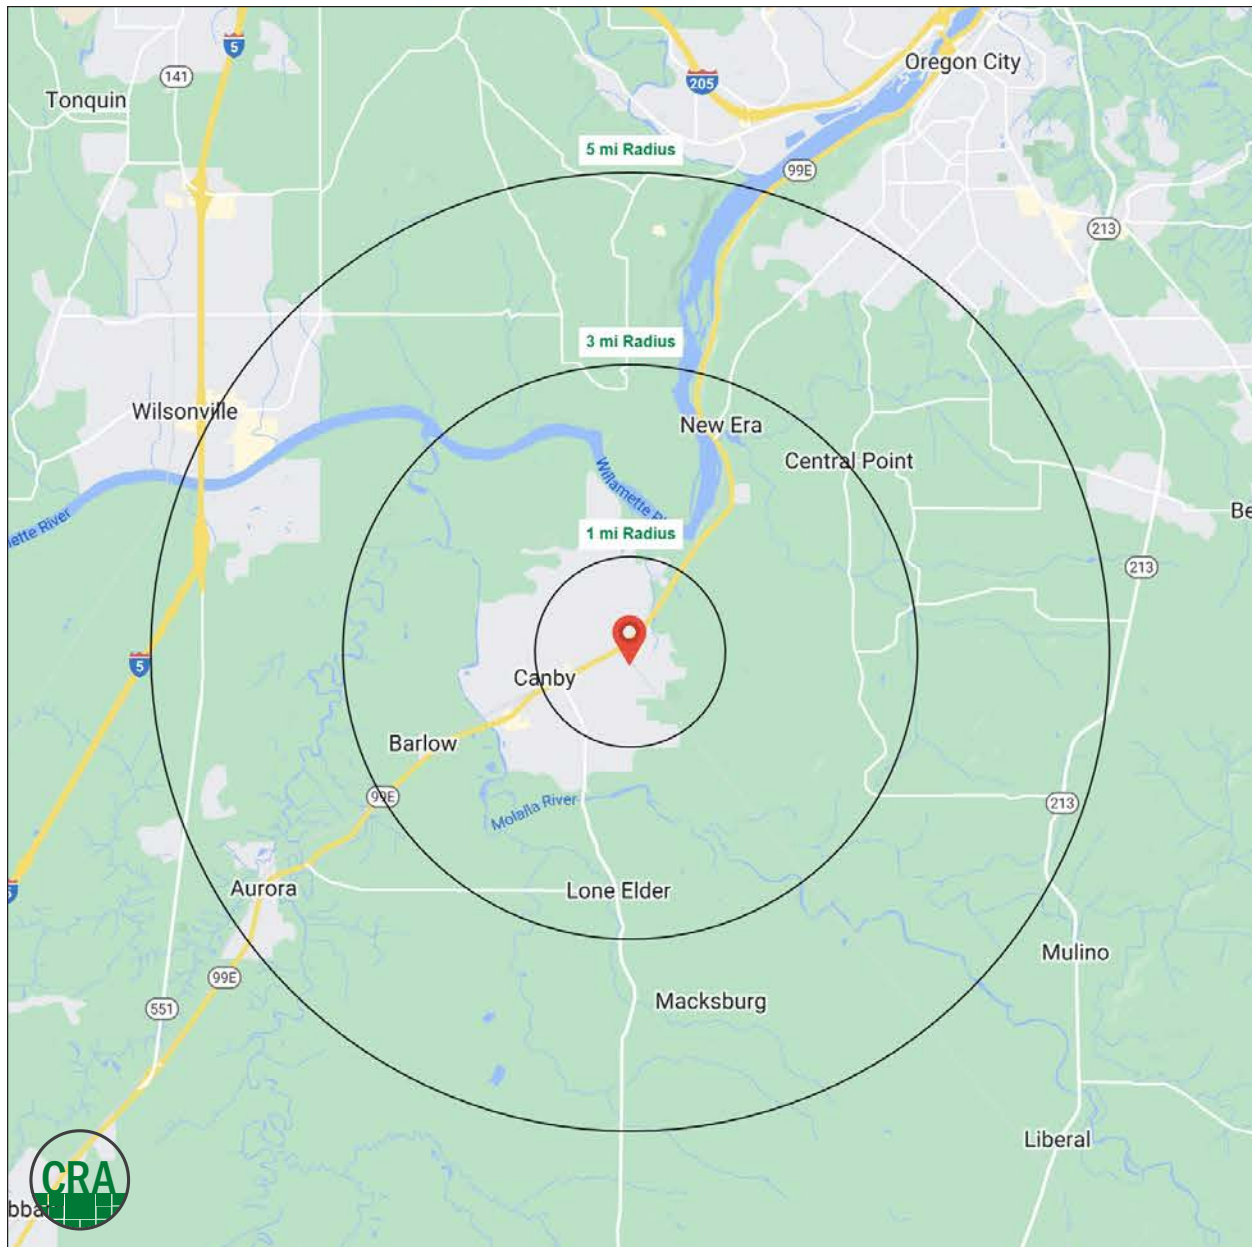 5
141
Tonquin
205
Oregon City
5 mi Radius
99E
213
3 mi Radius
Wilsonville
New Era
Central Point
Willamette
ette River
Be
1 mi Radius
213
5
Canby
Barlow
99E
Molalla River
213
Aurora
Lone Elder
Mulino
99E
551
Macksburg
Liberal
CRA
bbar